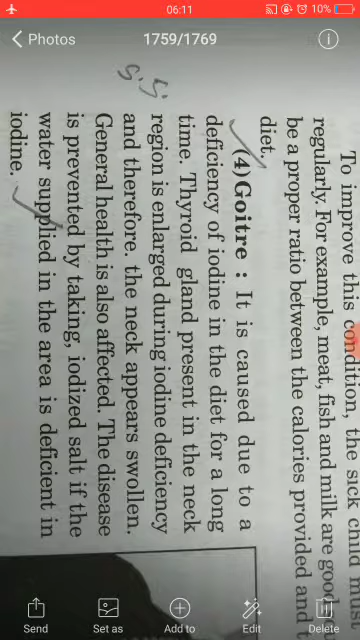 06:11
10%
Photos
1759/1769
To improve this condition, the sick child
regularly. For example, meat, fish and milk are good
be a proper ratio between the calories provided and
diet.
(4) Goitre : It is caused due to a
deficiency of iodine in the diet for a long
time. Thyroid gland present in the neck
region is enlarged during iodine deficiency
and therefore. the neck appears swollen.
General health is also affected. The disease
is prevented by taking, iodized salt if the
water supplied in the area is deficient in
iodine.
Send
Set as
Add to
Edit
Delete